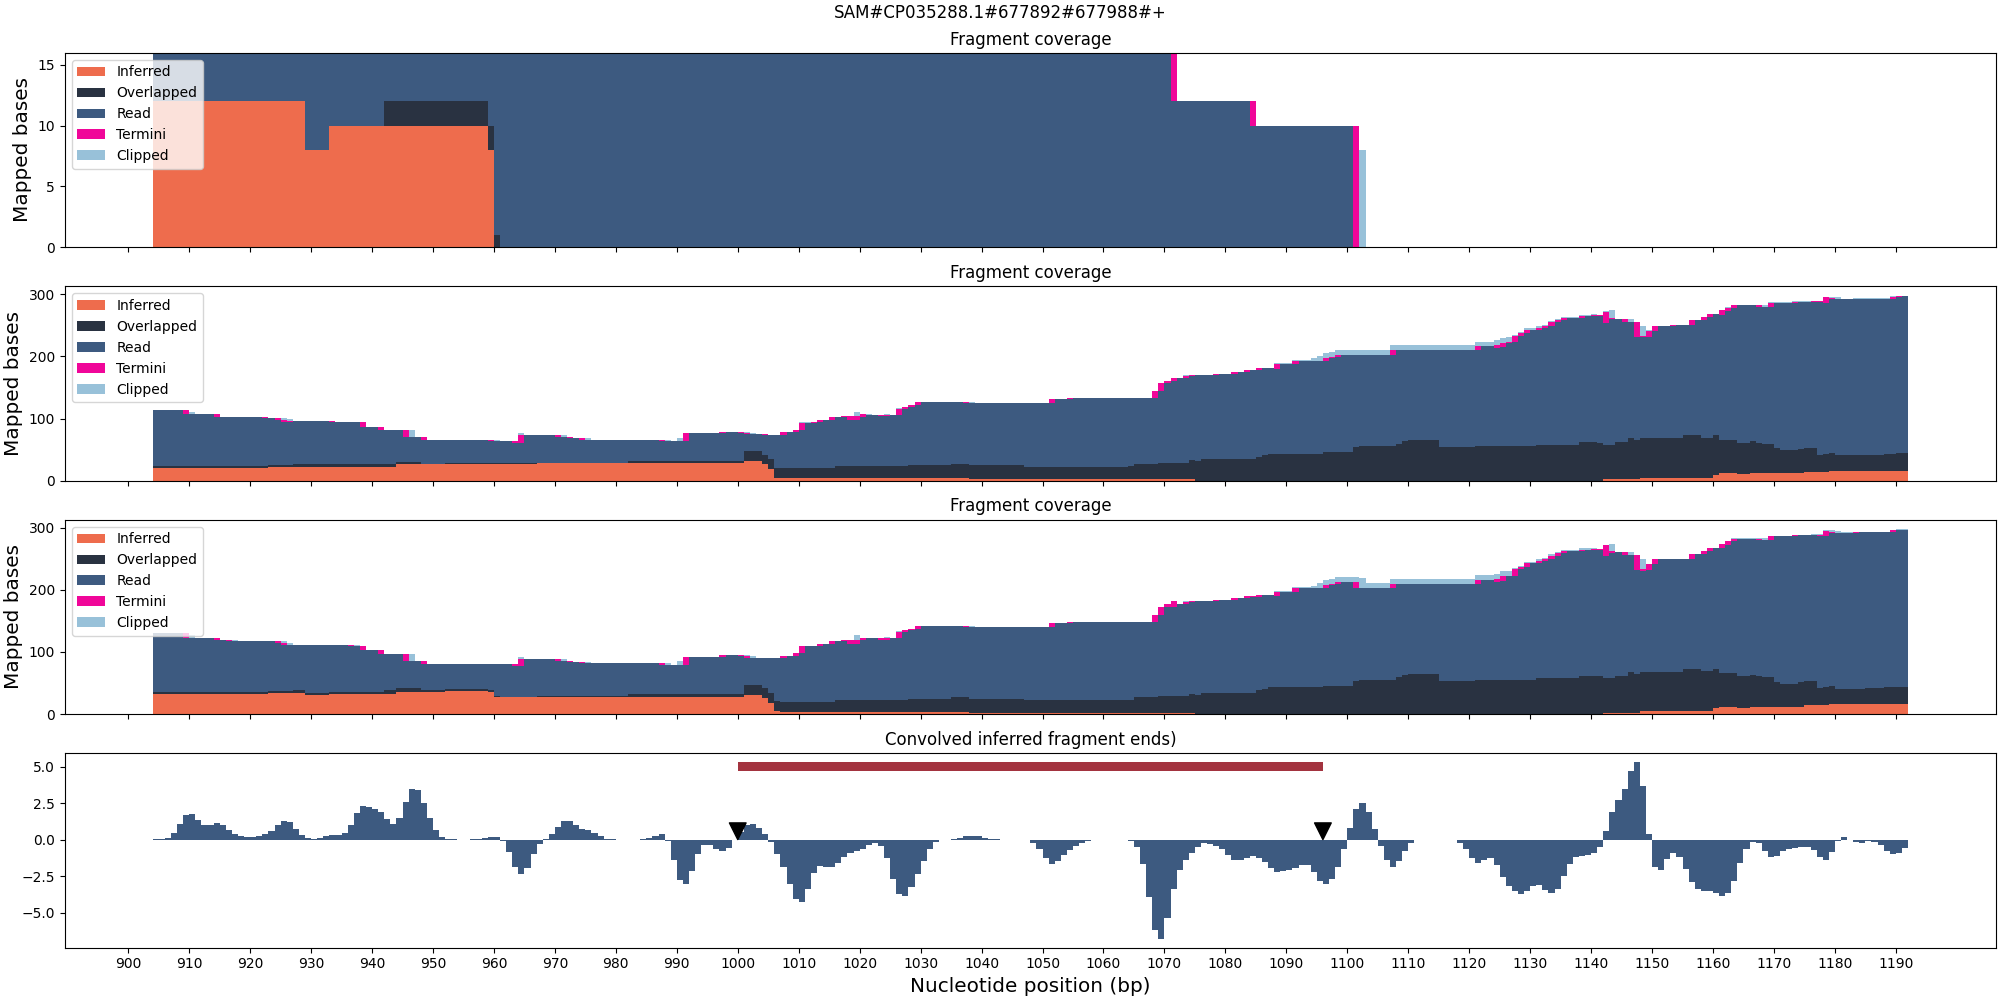 SAM#CP035288.1#677892#677988#+
Fragment coverage
Mapped bases
15
10
5
0
Inferred
Overlapped
Read
Termini
Clipped
Fragment coverage
Mapped bases
300
200
100
0
Inferred
Overlapped
Read
Termini
Clipped
Fragment coverage
Mapped bases
300
200
100
0
Inferred
Overlapped
Read
Termini
Clipped
Convolved inferred fragment ends)
5.0
2.5
0.0
−2.5
−5.0
900 910 920 930 940 950 960 970 980 990 1000 1010 1020 1030 1040 1050 1060 1070 1080 1090 1100 1110 1120 1130 1140 1150 1160 1170 1180 1190
Nucleotide position (bp)